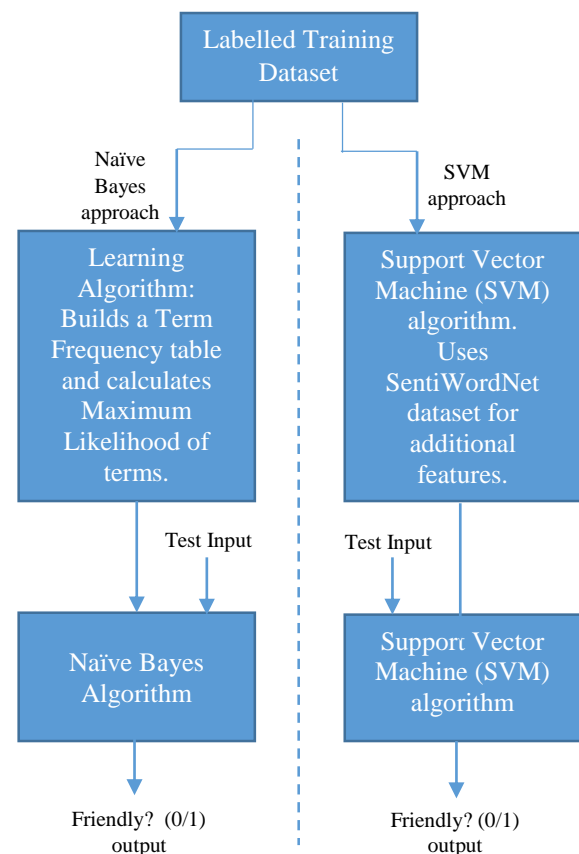 Labelled Training
Dataset
Naïve
Bayes
approach
SVM
approach
Learning
Algorithm:
Builds a Term
Frequency table
and calculates
Maximum
Likelihood of
terms.
Support Vector
Machine (SVM)
algorithm.
Uses
SentiWordNet
dataset for
additional
features.
Test Input
Test Input
Naïve Bayes
Algorithm
Support Vector
Machine (SVM)
algorithm
Friendly? (0/1)
output
Friendly? (0/1)
output